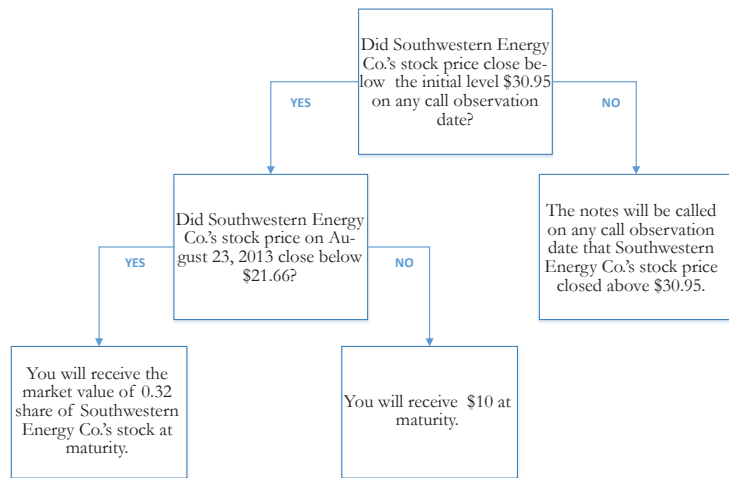 Did Southwestern Energy
Co.'s stock price close be-
low the initial level $30.95
on any call observation
date?
YES
NO
Did Southwestern Energy
Co.'s stock price on Au-
gust 23, 2013 close below
$21.66?
The notes will be called
on any call observation
date that Southwestern
Energy Co.'s stock price
closed above $30.95.
YES
NO
You will receive the
market value of 0.32
share of Southwestern
Energy Co.'s stock at
maturity.
You will receive $10 at
maturity.